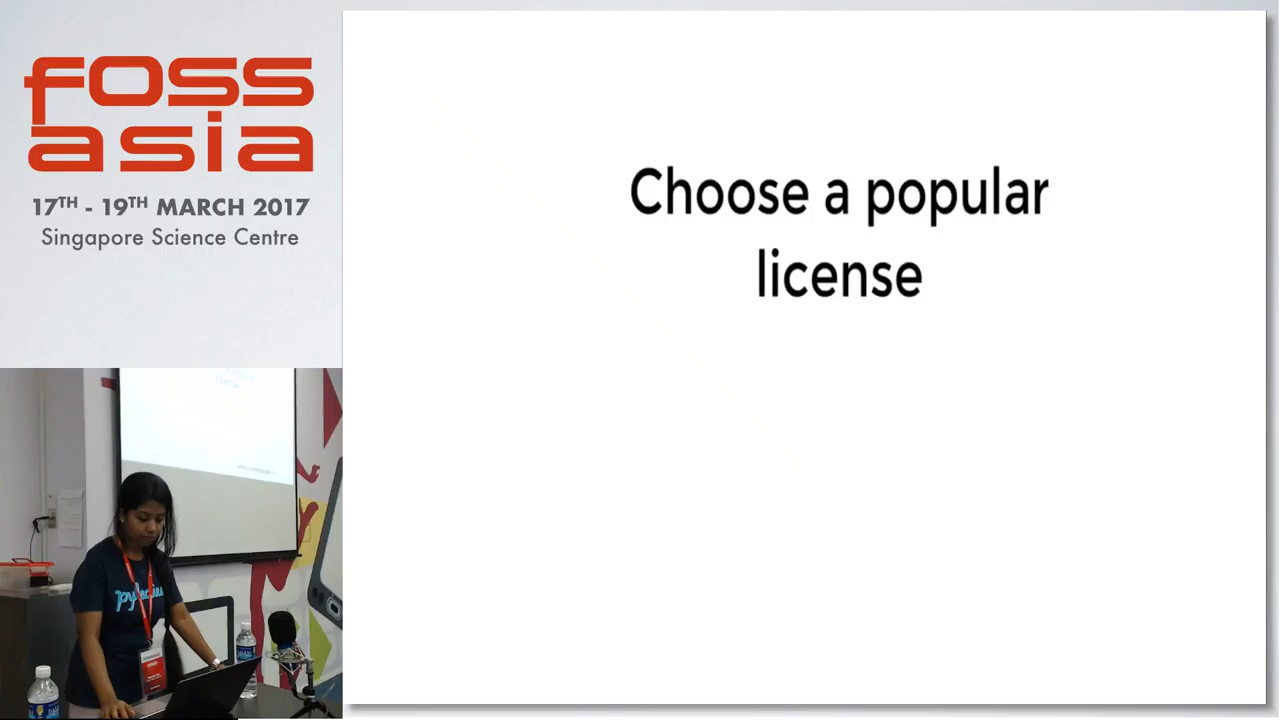 foss
asia
17TH - 19TH MARCH 2017
Singapore Science Centre
Choose a popular
license